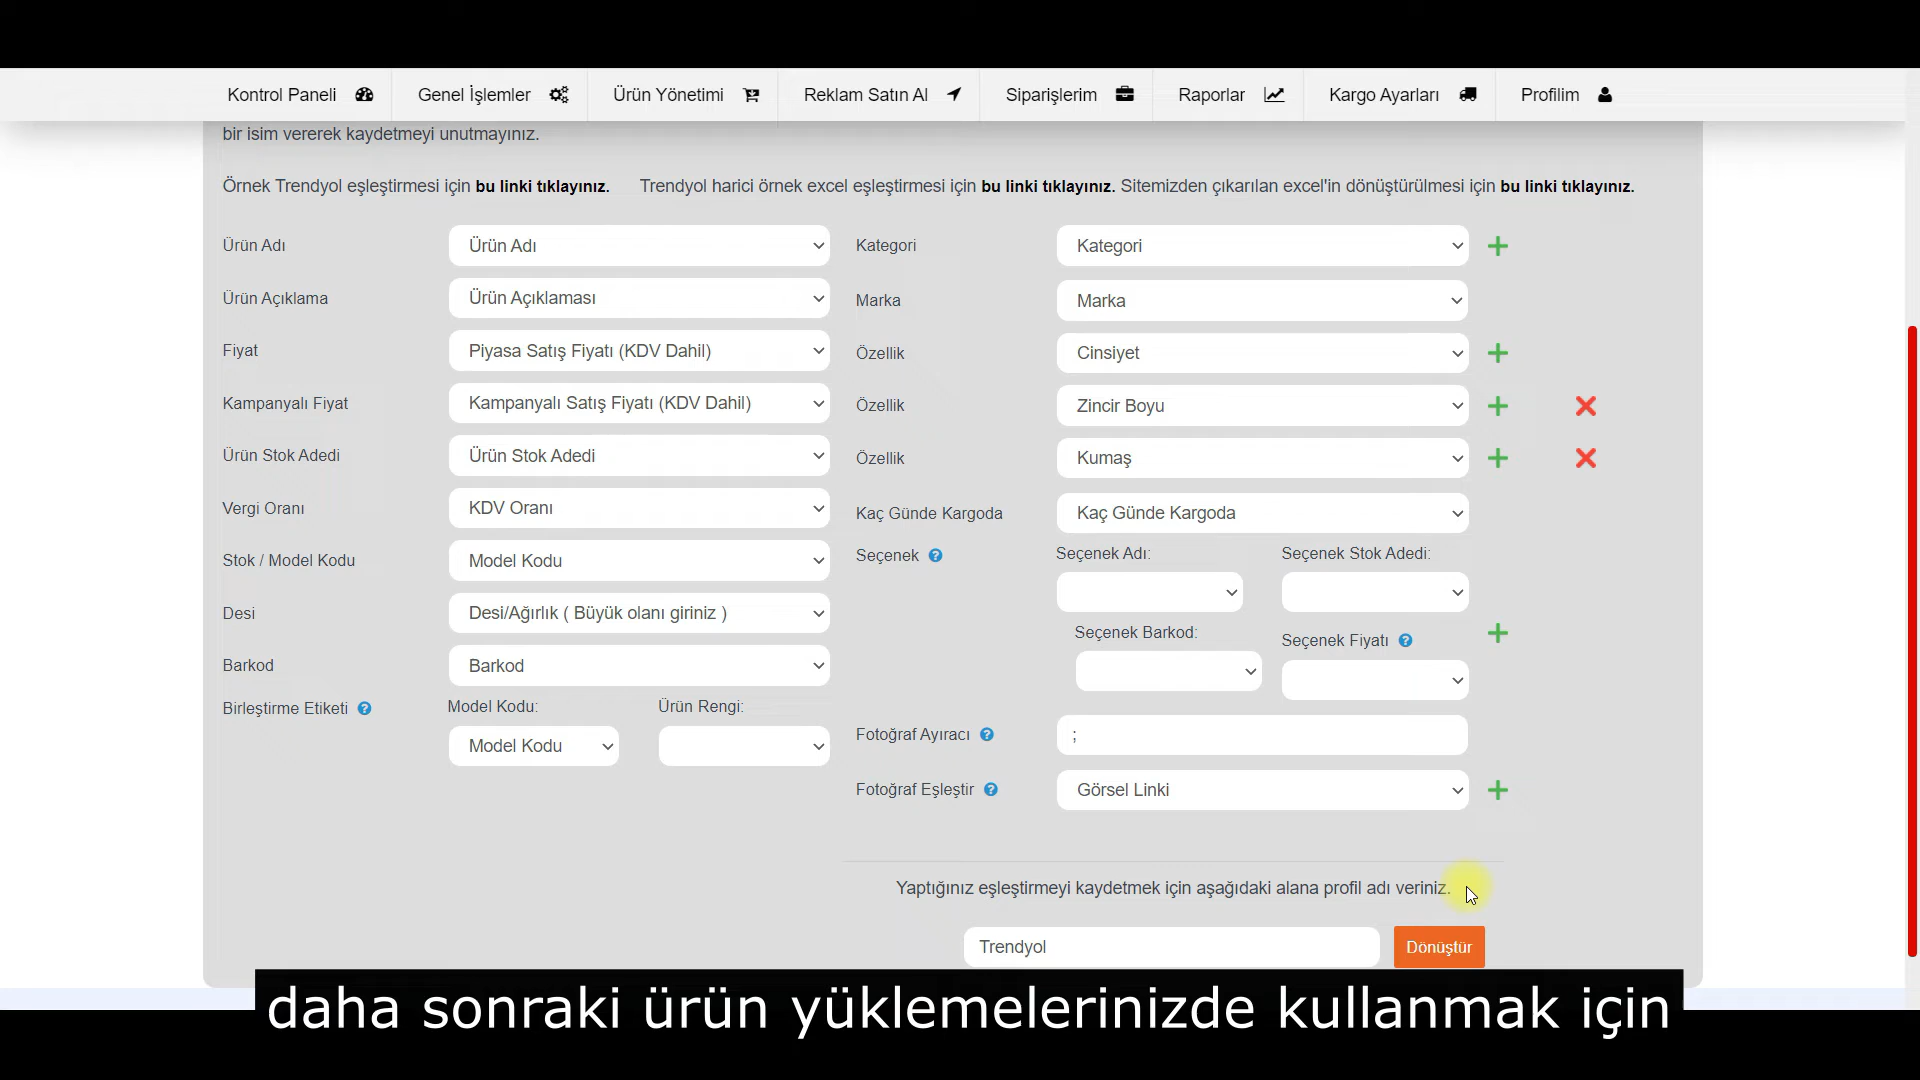 Kontrol Paneli Genel İşlemler Ürün Yönetimi Reklam Satın Al Siparişlerim Raporlar Kargo Ayarları Profilim
bir isim vererek kaydetmeyi unutmayınız.
Örnek Trendyol eşleştirmesi için bu linki tıklayınız. Trendyol harici örnek excel eşleştirmesi için bu linki tıklayınız. Sitemizden çıkarılan excel'in dönüştürülmesi için bu linki tıklayınız.
Ürün Adı Ürün Adı
Ürün Açıklama Ürün Açıklaması
Fiyat Piyasa Satış Fiyatı (KDV Dahil)
Kampanyalı Fiyat Kampanyalı Satış Fiyatı (KDV Dahil)
Ürün Stok Adedi Ürün Stok Adedi
Vergi Oranı KDV Oranı
Stok / Model Kodu Model Kodu
Desi Desi/Ağırlık ( Büyük olanı giriniz )
Barkod Barkod
Birleştirme Etiketi Model Kodu: Ürün Rengi:
Model Kodu
Kategori Kategori
Marka Marka
Özellik Cinsiyet
Özellik Zincir Boyu
Özellik Kumaş
Kaç Günde Kargoda Kaç Günde Kargoda
Seçenek Seçenek Adı: Seçenek Stok Adedi:
Seçenek Barkod: Seçenek Fiyatı
Fotoğraf Ayıracı ;
Fotoğraf Eşleştir Görsel Linki
Yaptığınız eşleştirmeyi kaydetmek için aşağıdaki alana profil adı veriniz.
Trendyol Dönüştür
daha sonraki ürün yüklemelerinizde kullanmak için